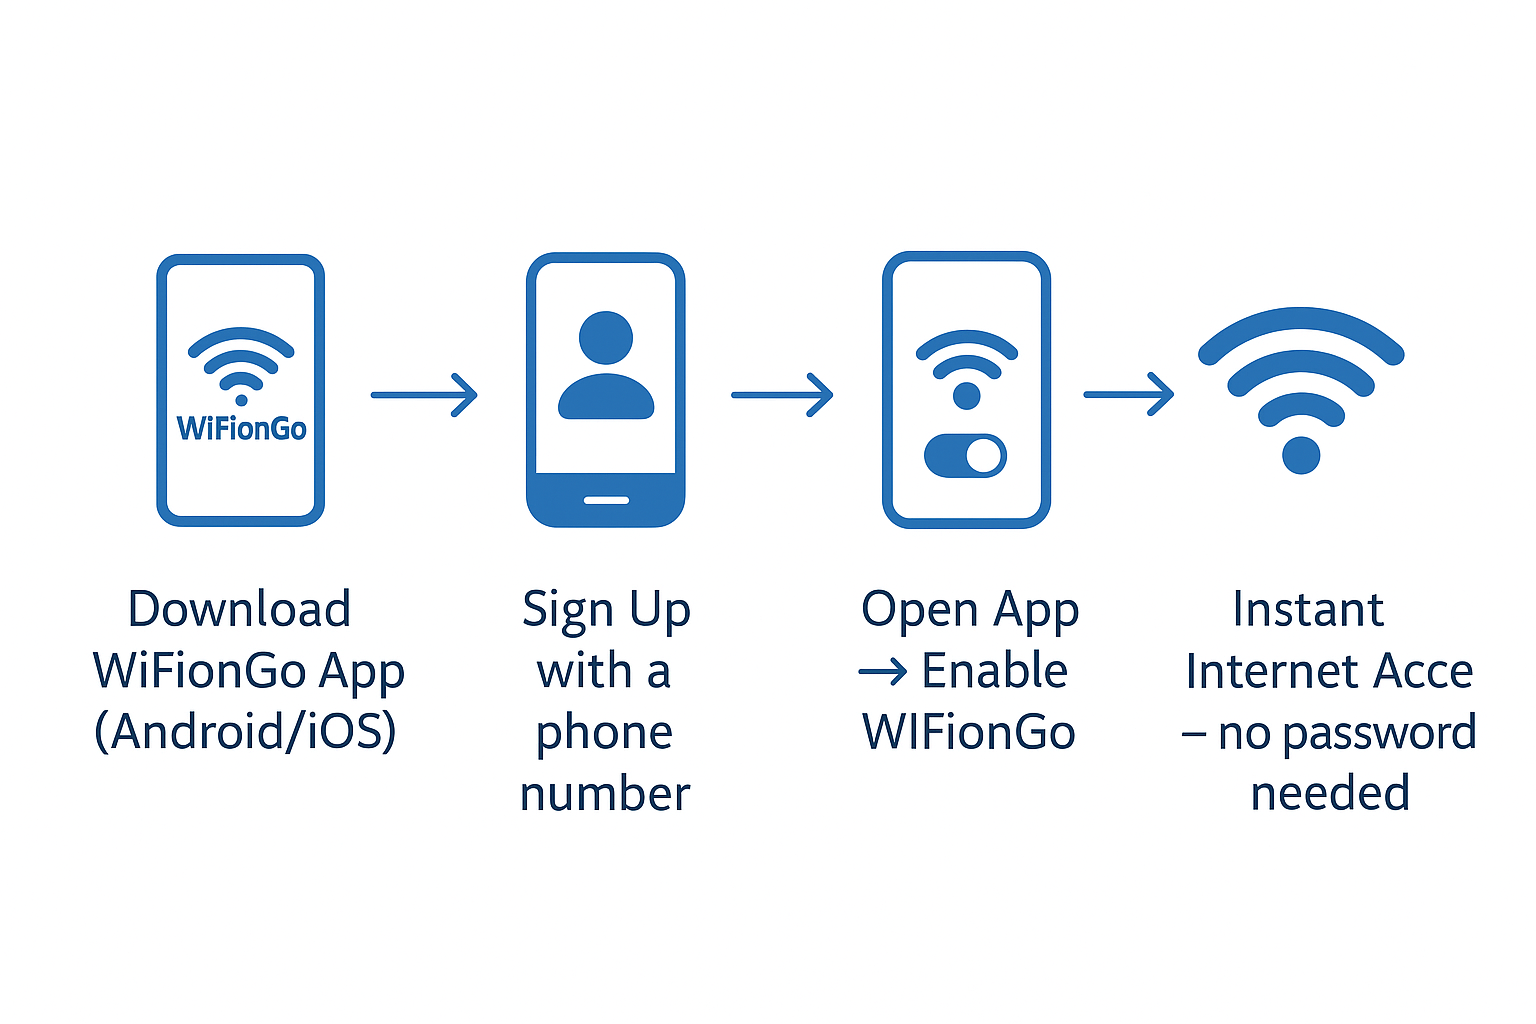 WiFionGo
Download
WiFionGo App
(Android/iOS)
Sign Up
with a
phone
number
Open App
→ Enable
WIFionGo
Instant
Internet Acce
– no password
needed